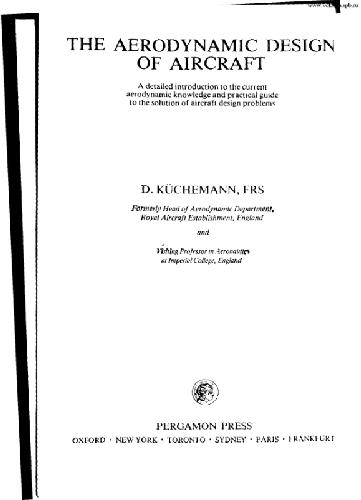 THE AERODYNAMIC DESIGN
OF AIRCRAFT
A detailed introduction to the current
aerodynamic knowledge and practical guide
to the solution of aircraft design problems
D. KÜCHEMANN, FRS
Formerly Head of Aerodynamic Department,
Royal Aircraft Establishment, England
and
Visiting Professor in Aeronautics
at Imperial College, England
PERGAMON PRESS
OXFORD · NEW YORK · TORONTO · SYDNEY · PARIS · FRANKFURT